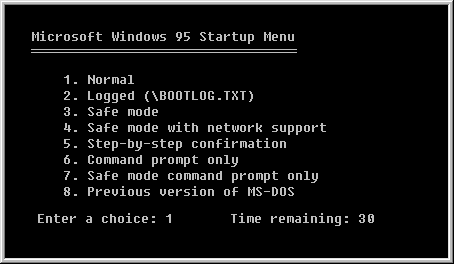 Microsoft Windows 95 Startup Menu
1. Normal
2. Logged (\BOOTLOG.TXT)
3. Safe mode
4. Safe mode with network support
5. Step-by-step confirmation
6. Command prompt only
7. Safe mode command prompt only
8. Previous version of MS-DOS
Enter a choice: 1 Time remaining: 30